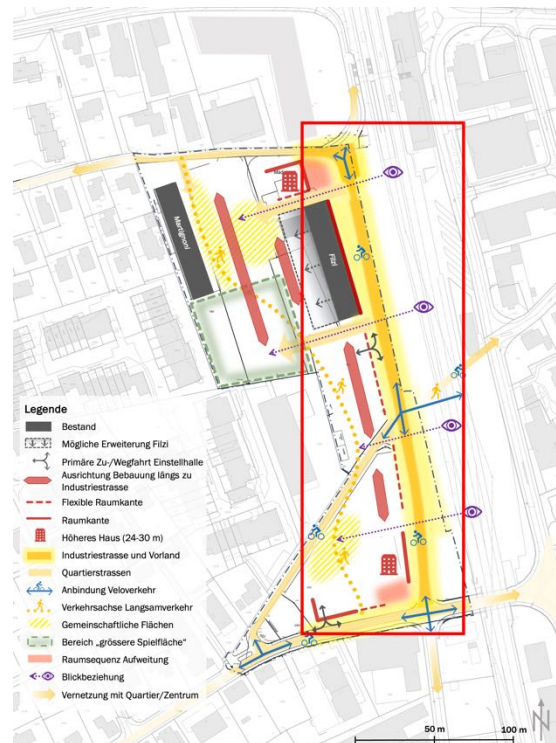 Martignoni
Filzi
Legende
Bestand
Mögliche Erweiterung Filzi
Primäre Zu-/Wegfahrt Einstellhalle
Ausrichtung Bebauung längs zu
Industriestrasse
Flexible Raumkante
Raumkante
Höheres Haus (24-30 m)
Industriestrasse und Vorland
Quartierstrassen
Anbindung Veloverkehr
Verkehrsachse Langsamverkehr
Gemeinschaftliche Flächen
Bereich „grössere Spielfläche“
Raumsequenz Aufweitung
Blickbeziehung
Vernetzung mit Quartier/Zentrum
50 m
100 m
N